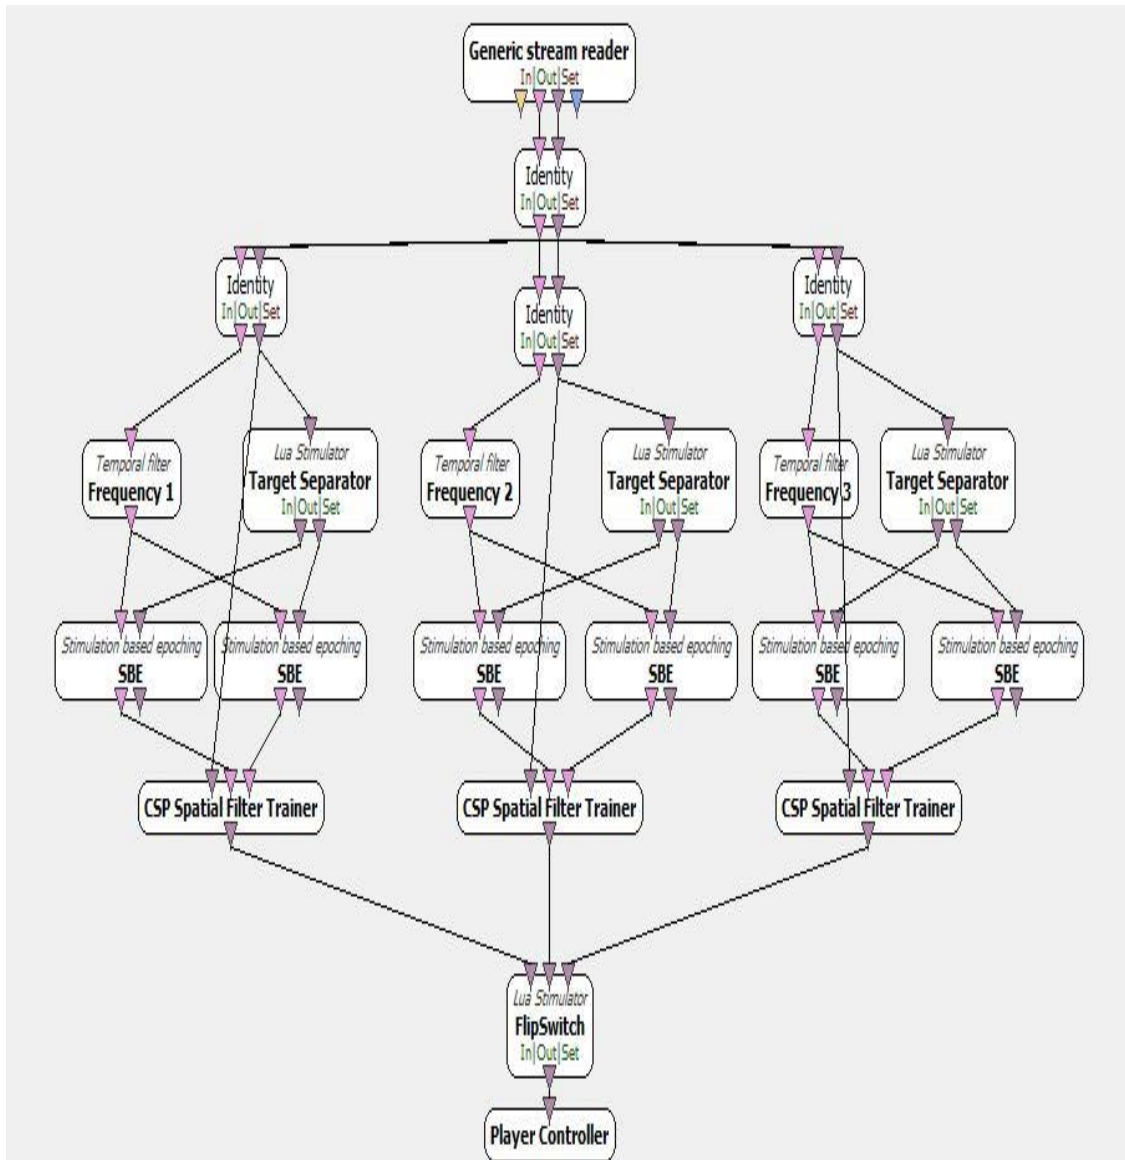 Generic stream reader
In|Out|Set
Identity
In|Out|Set
Identity
In|Out|Set
Identity
In|Out|Set
Identity
In|Out|Set
Temporal filter
Frequency 1
Lua Stimulator
Target Separator
In|Out|Set
Temporal filter
Frequency 2
Lua Stimulator
Target Separator
In|Out|Set
Temporal filter
Frequency 3
Lua Stimulator
Target Separator
In|Out|Set
Stimulation based epoching
SBE
Stimulation based epoching
SBE
Stimulation based epoching
SBE
Stimulation based epoching
SBE
Stimulation based epoching
SBE
Stimulation based epoching
SBE
CSP Spatial Filter Trainer
CSP Spatial Filter Trainer
CSP Spatial Filter Trainer
Lua Stimulator
FlipSwitch
In|Out|Set
Player Controller